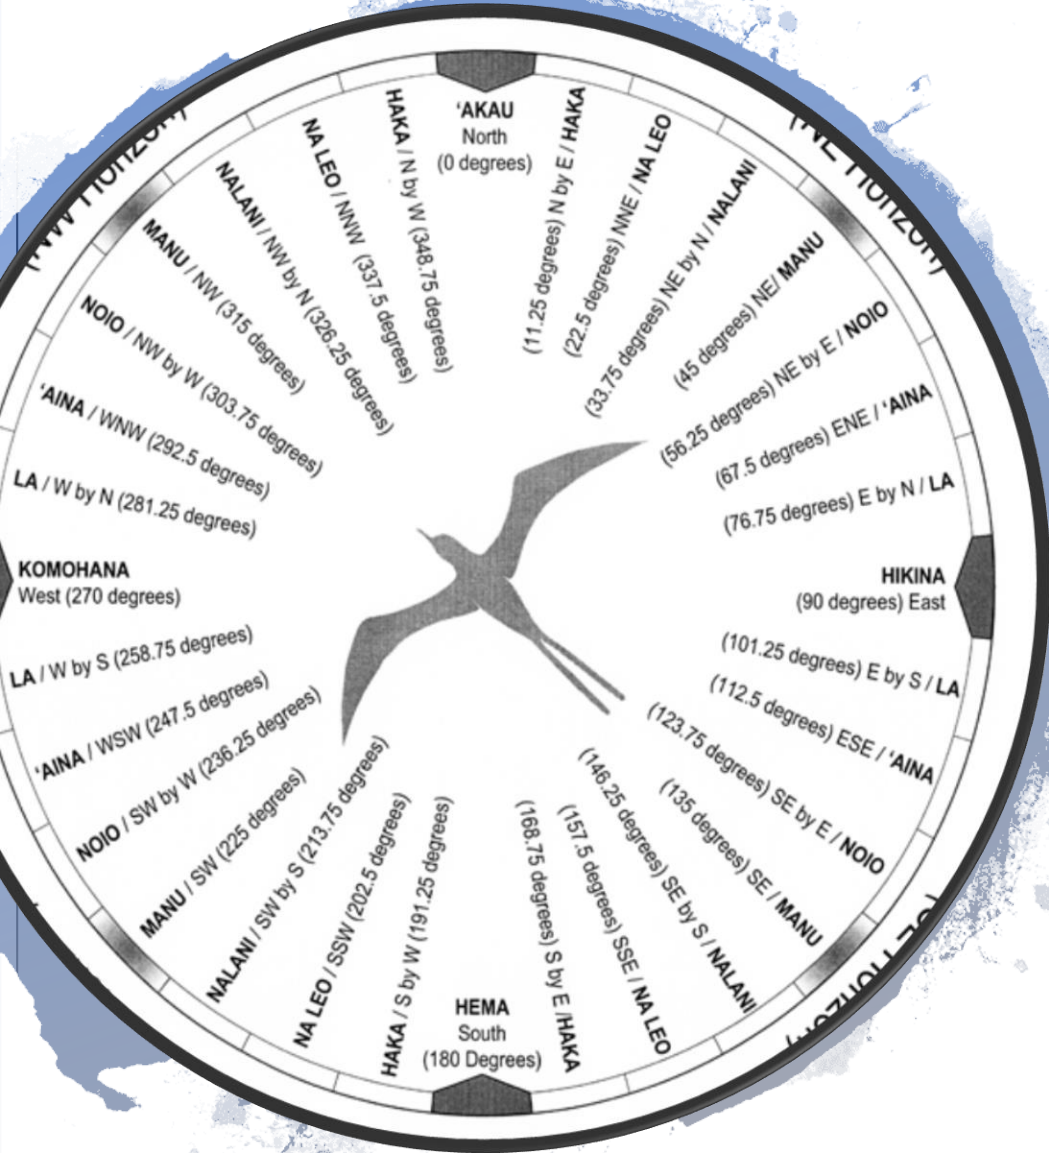 'AKAU
North
(0 degrees)
(11.25 degrees) N by E / HAKA
(22.5 degrees) NNE / NA LEO
(33.75 degrees) NE by N / NALANI
(45 degrees) NE/ MANU
(56.25 degrees) NE by E / NOIO
(67.5 degrees) ENE / 'AINA
(76.75 degrees) E by N / LA
HIKINA
(90 degrees) East
(101.25 degrees) E by S / LA
(112.5 degrees) ESE / 'AINA
(123.75 degrees) SE by E / NOIO
(135 degrees) SE / MANU
(146.25 degrees) SE by S / NALANI
(157.5 degrees) SSE / NA LEO
(168.75 degrees) S by E /HAKA
HEMA
South
(180 Degrees)
HAKA / S by W (191.25 degrees)
NA LEO / SSW (202.5 degrees)
NALANI / SW by S (213.75 degrees)
MANU / SW (225 degrees)
NOIO / SW by W (236.25 degrees)
'AINA / WSW (247.5 degrees)
LA / W by S (258.75 degrees)
KOMOHANA
West (270 degrees)
LA / W by N (281.25 degrees)
'AINA / WNW (292.5 degrees)
NOIO / NW by W (303.75 degrees)
MANU / NW (315 degrees)
NALANI / NW by N (326.25 degrees)
NA LEO / NNW (337.5 degrees)
HAKA / N by W (348.75 degrees)
(NW Horizon)
(NE Horizon)